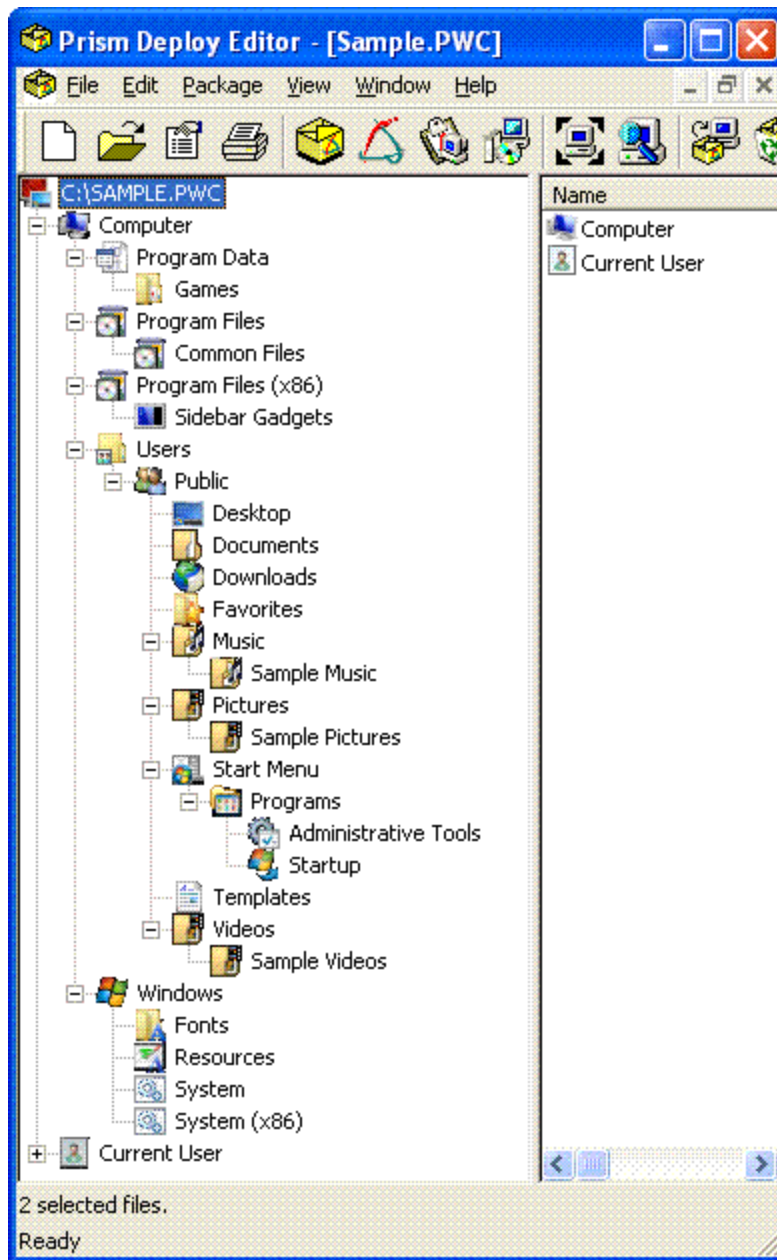 Prism Deploy Editor - [Sample.PWC]
File Edit Package View Window Help
C:\SAMPLE.PWC
Computer
Program Data
Games
Program Files
Common Files
Program Files (x86)
Sidebar Gadgets
Users
Public
Desktop
Documents
Downloads
Favorites
Music
Sample Music
Pictures
Sample Pictures
Start Menu
Programs
Administrative Tools
Startup
Templates
Videos
Sample Videos
Windows
Fonts
Resources
System
System (x86)
Current User
Name
Computer
Current User
2 selected files.
Ready